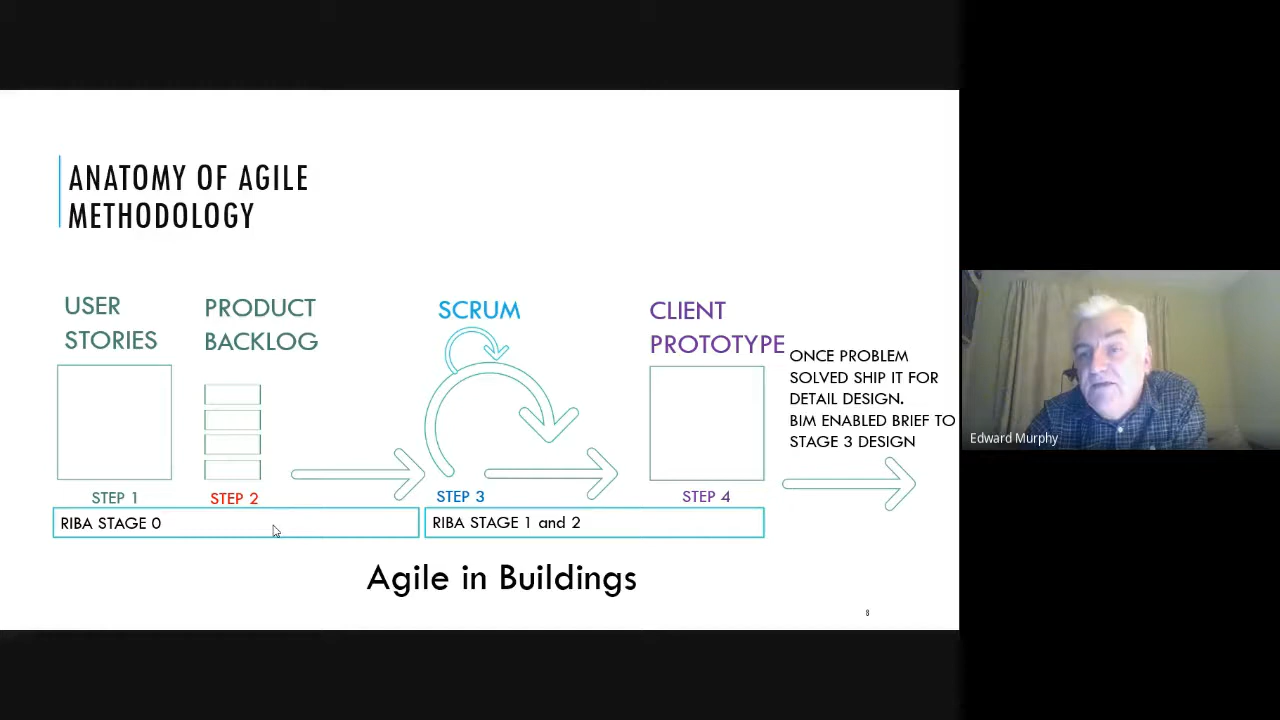 ANATOMY OF AGILE
METHODOLOGY
USER
STORIES
PRODUCT
BACKLOG
SCRUM
CLIENT
PROTOTYPE
ONCE PROBLEM
SOLVED SHIP IT FOR
DETAIL DESIGN.
BIM ENABLED BRIEF TO
STAGE 3 DESIGN
STEP 1
STEP 2
STEP 3
STEP 4
RIBA STAGE 0
RIBA STAGE 1 and 2
Agile in Buildings
8
Edward Murphy